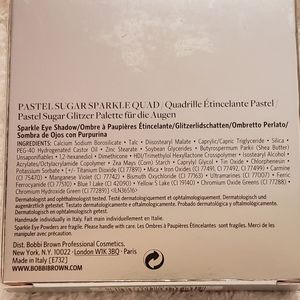 PASTEL SUGAR SPARKLE QUAD / Quadrille Étincelante Pastel /
Pastel Sugar Glitzer Palette für die Augen
Sparkle Eye Shadow/Ombre à Paupières Étincelante/Glitzerlidschatten/Ombretto Perlato/
Sombra de Ojos con Purpurina
INGREDIENTS: Calcium Sodium Borosilicate • Talc • Diisostearyl Malate • Caprylic/Capric Triglyceride • Silica •
PEG-40 Hydrogenated Castor Oil • Zinc Stearate • Soybean Glycerides • Butyrospermum Parkii (Shea Butter)
Unsaponifiables • 1,2-hexanediol • Dimethicone • HDI/Trimethylol Hexyllactone Crosspolymer • Isostearyl Alcohol •
Acrylates/Octylacrylamide Copolymer • Zea Mays (Corn) Starch • Caprylyl Glycol • Tin Oxide • Chlorphenesin •
Potassium Sorbate • [+/- Titanium Dioxide (CI 77891) • Mica • Iron Oxides (CI 77491, CI 77492, CI 77499) • Carmine
(CI 75470) • Manganese Violet (CI 77742) • Bismuth Oxychloride (CI 77163) • Ultramarines (CI 77007) • Ferric
Ferrocyanide (CI 77510) • Blue 1 Lake (CI 42090) • Yellow 5 Lake (CI 19140) • Chromium Oxide Greens (CI 77288) •
Chromium Hydroxide Green (CI 77289)]
Dermatologist and ophthalmologist tested. Testé dermatologiquement et ophtalmologiquement. Dermatologisch und
augenärztlich getestet. Testato dermatologicamente e oftalmologicamente. Probado dermatológica y oftalmológicamente.
Dermatologisch en oogheelkundig getest.
Handmade individually in Italy. Fait main individuellement en Italie.
Sparkle Eye Powders are fragile. Please handle with care. Les Ombres à Paupières Étincelantes sont fragiles. Merci de les
manipuler avec précaution.
Dist. Bobbi Brown Professional Cosmetics.
New York, N.Y. 10022 - London W1K 3BQ - Paris
Made in Italy [E732]
WWW.BOBBIBROWN.COM